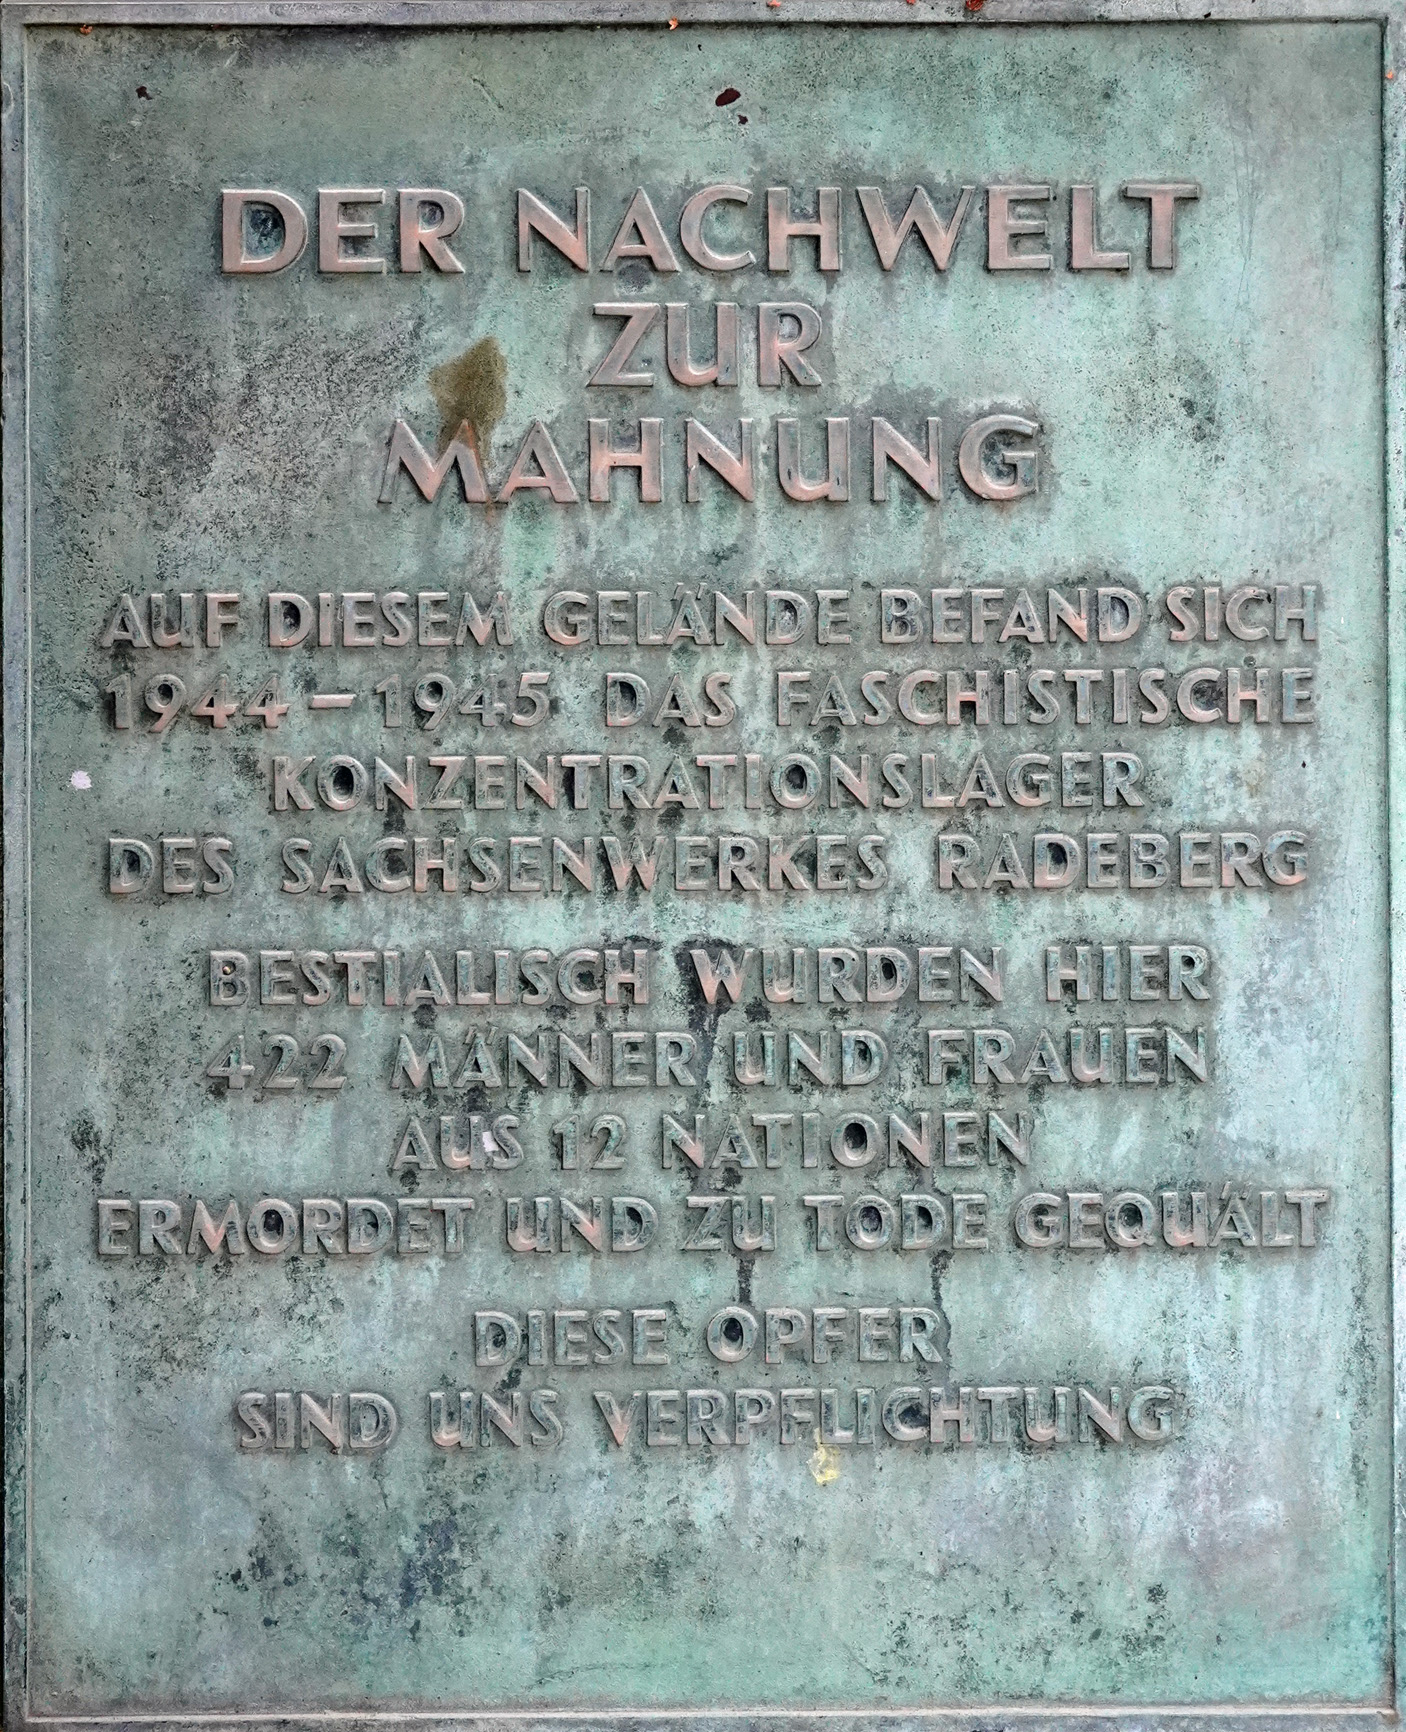 DER NACHWELT
ZUR
MAHNUNG
AUF DIESEM GELÄNDE BEFAND SICH
1944 – 1945 DAS FASCHISTISCHE
KONZENTRATIONSLAGER
DES SACHSENWERKES RADEBERG
BESTIALISCH WURDEN HIER
422 MÄNNER UND FRAUEN
AUS 12 NATIONEN
ERMORDET UND ZU TODE GEQUÄLT
DIESE OPFER
SIND UNS VERPFLICHTUNG